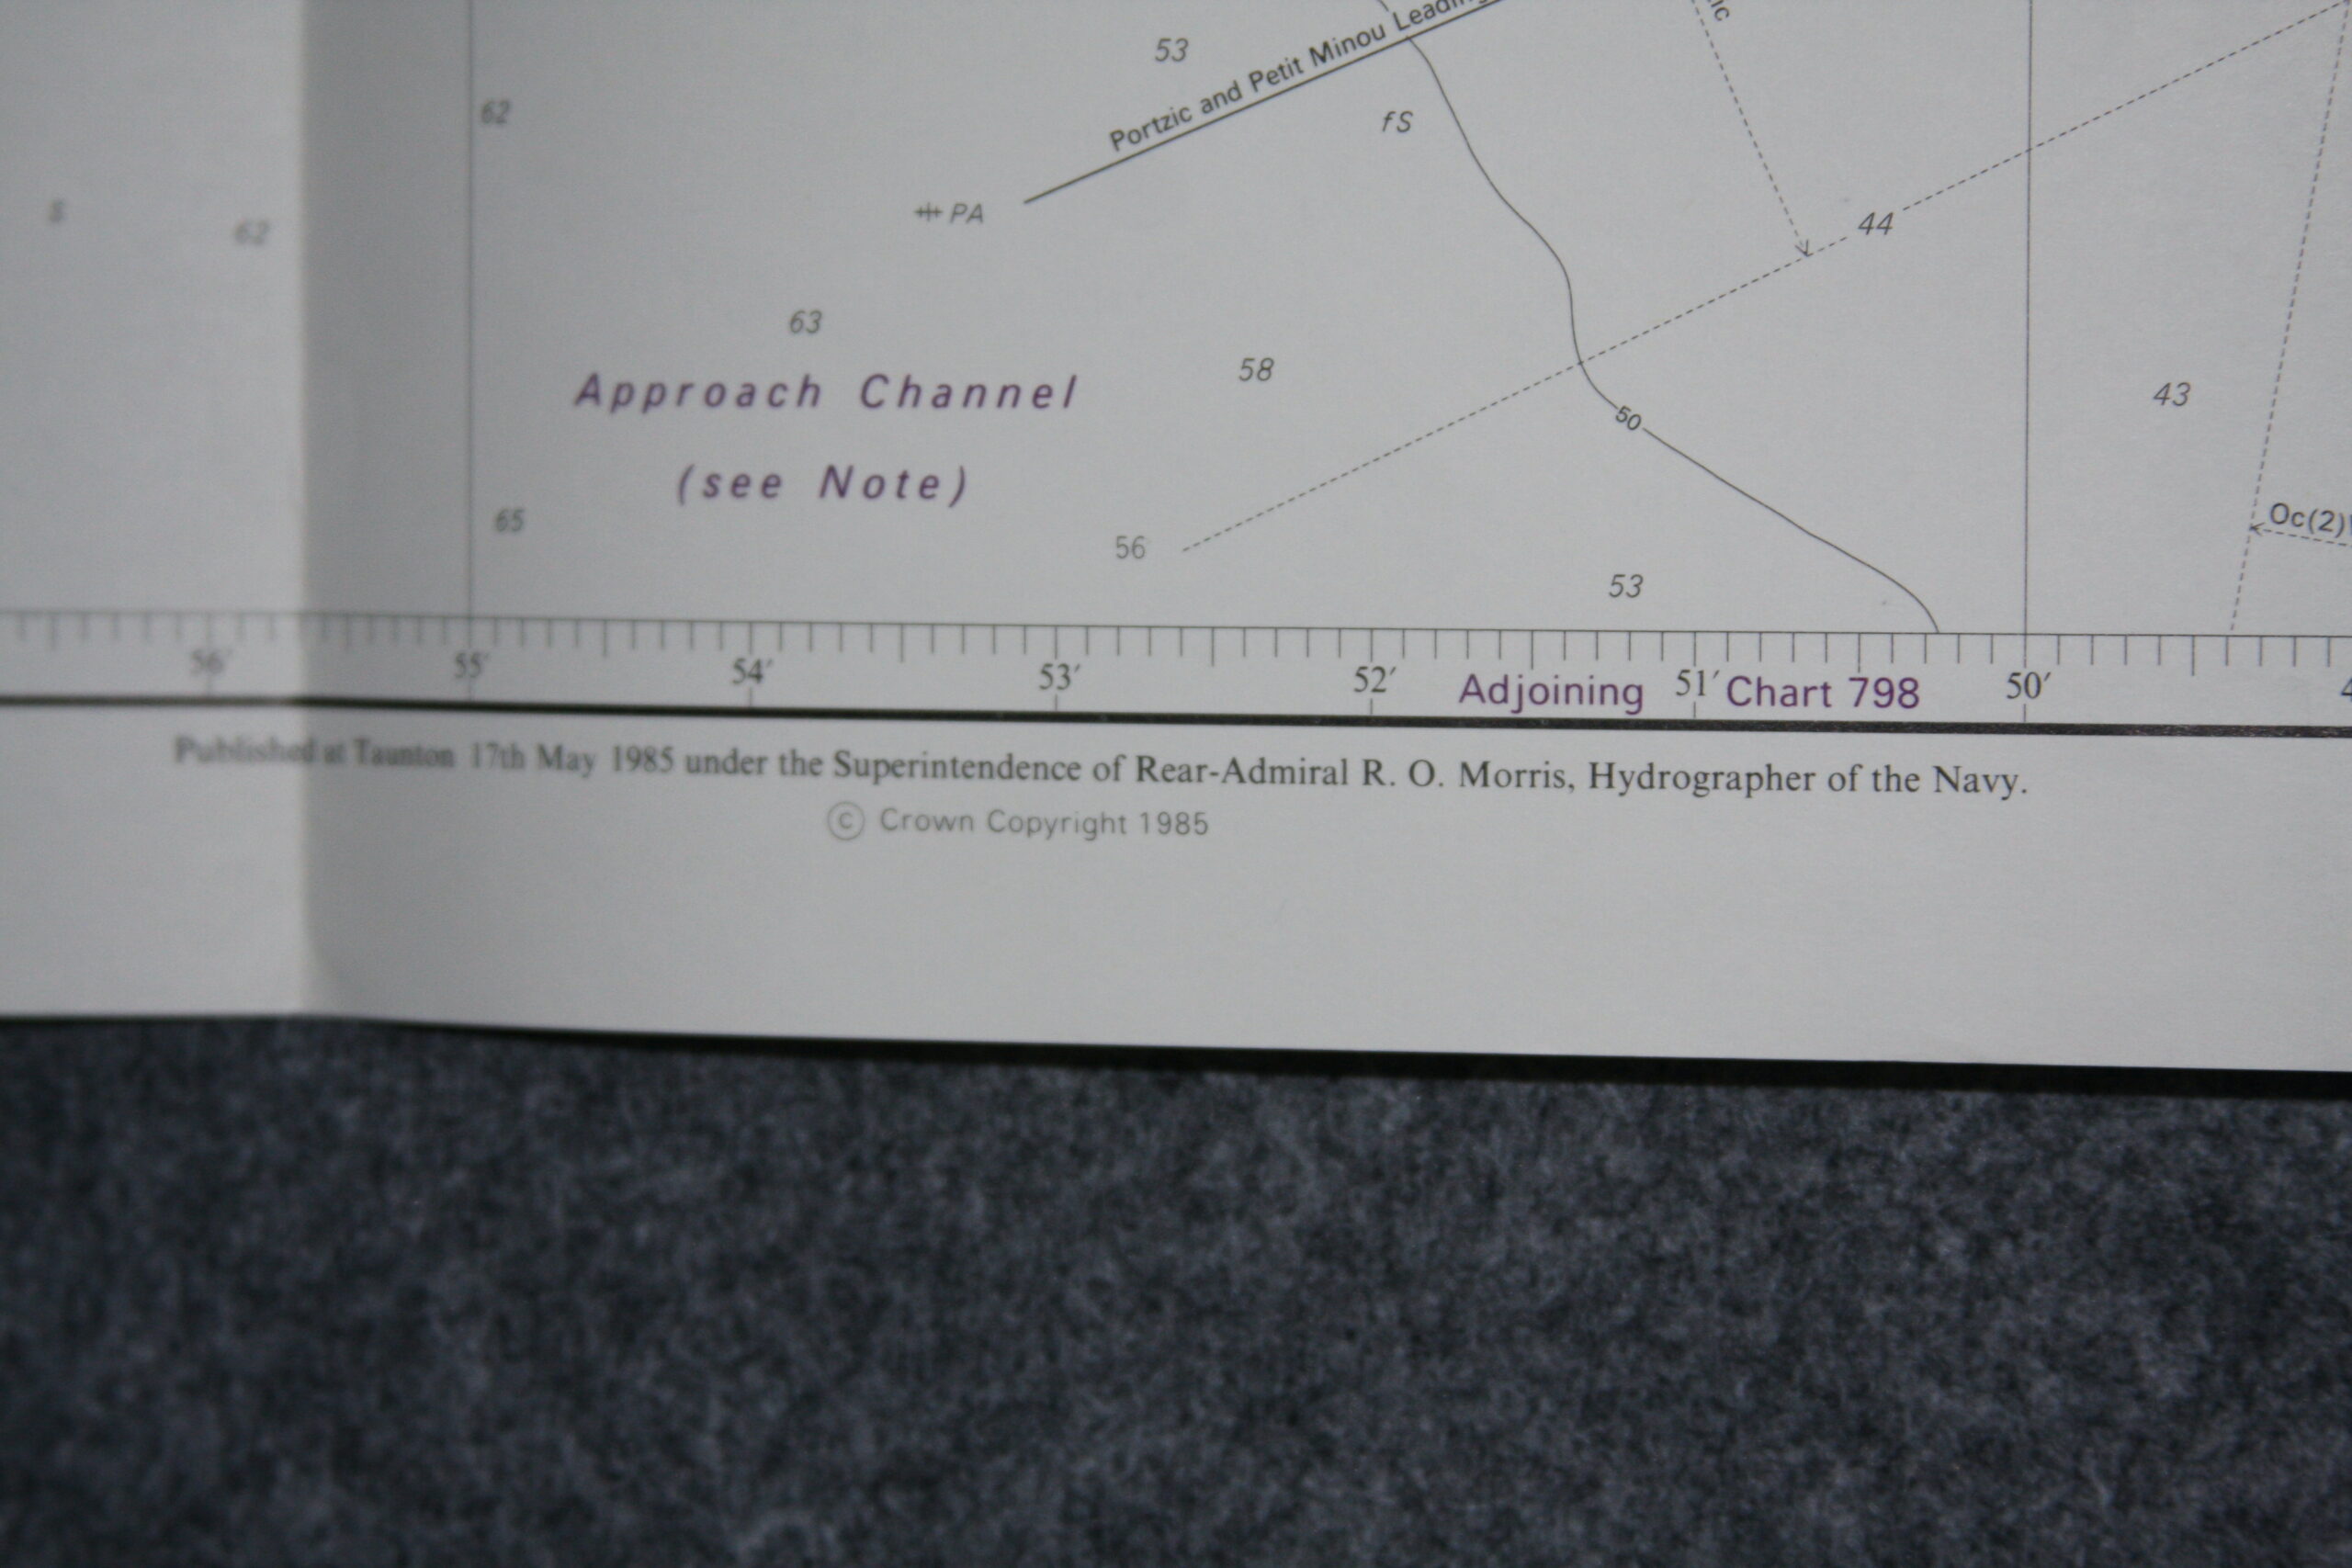 53
Portzic and Petit Minou
62
fS
S
62
PA
44
63
58
43
Approach Channel
50
(see Note)
65
Oc(2)
56
53
56′
55′
54′
53′
52′
51′
50′
Adjoining Chart 798
Published at Taunton 17th May 1985 under the Superintendence of Rear-Admiral R. O. Morris, Hydrographer of the Navy.
© Crown Copyright 1985